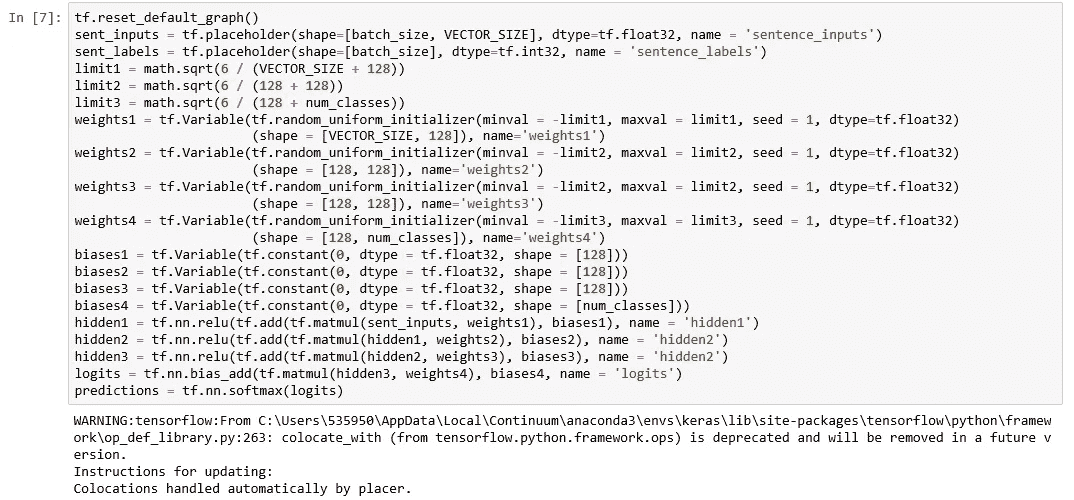 In [7]: tf.reset_default_graph()
sent_inputs = tf.placeholder(shape=[batch_size, VECTOR_SIZE], dtype=tf.float32, name = 'sentence_inputs')
sent_labels = tf.placeholder(shape=[batch_size], dtype=tf.int32, name = 'sentence_labels')
limit1 = math.sqrt(6 / (VECTOR_SIZE + 128))
limit2 = math.sqrt(6 / (128 + 128))
limit3 = math.sqrt(6 / (128 + num_classes))
weights1 = tf.Variable(tf.random_uniform_initializer(minval = -limit1, maxval = limit1, seed = 1, dtype=tf.float32)
(shape = [VECTOR_SIZE, 128]), name='weights1')
weights2 = tf.Variable(tf.random_uniform_initializer(minval = -limit2, maxval = limit2, seed = 1, dtype=tf.float32)
(shape = [128, 128]), name='weights2')
weights3 = tf.Variable(tf.random_uniform_initializer(minval = -limit2, maxval = limit2, seed = 1, dtype=tf.float32)
(shape = [128, 128]), name='weights3')
weights4 = tf.Variable(tf.random_uniform_initializer(minval = -limit3, maxval = limit3, seed = 1, dtype=tf.float32)
(shape = [128, num_classes]), name='weights4')
biases1 = tf.Variable(tf.constant(0, dtype = tf.float32, shape = [128]))
biases2 = tf.Variable(tf.constant(0, dtype = tf.float32, shape = [128]))
biases3 = tf.Variable(tf.constant(0, dtype = tf.float32, shape = [128]))
biases4 = tf.Variable(tf.constant(0, dtype = tf.float32, shape = [num_classes]))
hidden1 = tf.nn.relu(tf.add(tf.matmul(sent_inputs, weights1), biases1), name = 'hidden1')
hidden2 = tf.nn.relu(tf.add(tf.matmul(hidden1, weights2), biases2), name = 'hidden2')
hidden3 = tf.nn.relu(tf.add(tf.matmul(hidden2, weights3), biases3), name = 'hidden2')
logits = tf.nn.bias_add(tf.matmul(hidden3, weights4), biases4, name = 'logits')
predictions = tf.nn.softmax(logits)
WARNING:tensorflow:From C:\Users\535950\AppData\Local\Continuum\anaconda3\envs\keras\lib\site-packages\tensorflow\python\framew
ork\op_def_library.py:263: colocate_with (from tensorflow.python.framework.ops) is deprecated and will be removed in a future v
ersion.
Instructions for updating:
Colocations handled automatically by placer.